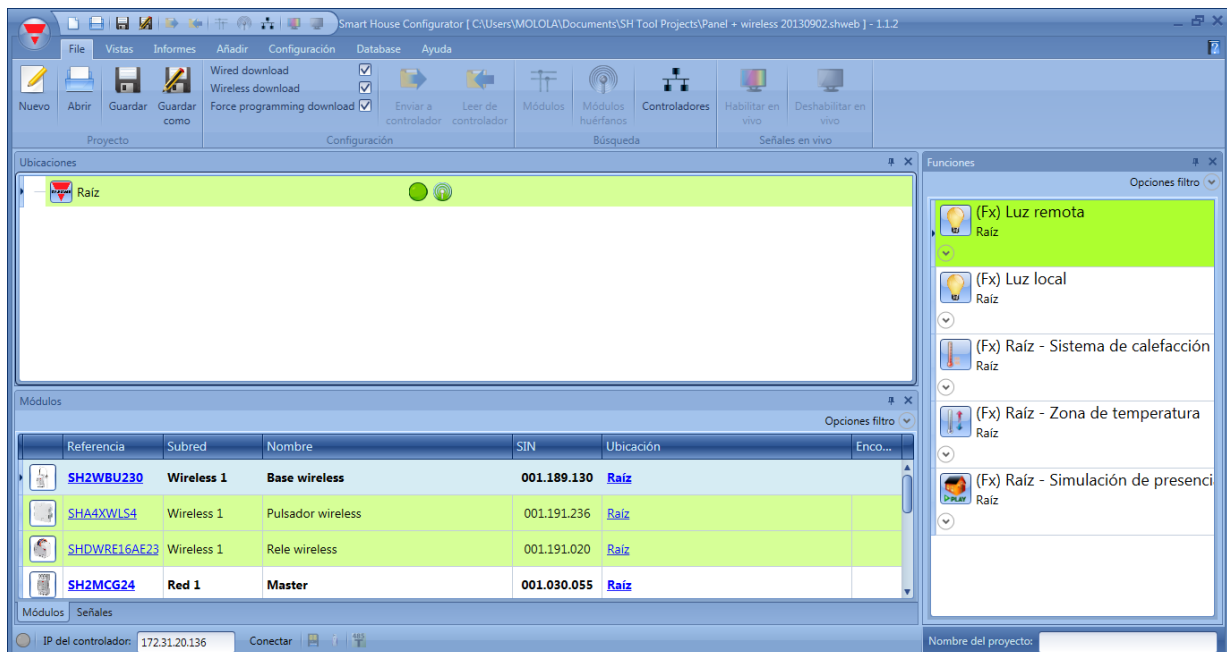 Smart House Configurator [ C:\Users\MOLOLA\Documents\SH Tool Projects\Panel + wireless 20130902.shweb ] - 1.1.2
File Vistas Informes Añadir Configuración Database Ayuda
Nuevo Abrir Guardar Guardar como
Wired download
Wireless download
Force programming download
Enviar a controlador Leer de controlador
Módulos Módulos huérfanos Controladores
Habilitar en vivo Deshabilitar en vivo
Proyecto Configuración Búsqueda Señales en vivo
Ubicaciones
Raíz
Funciones
Opciones filtro
(Fx) Luz remota
Raíz
(Fx) Luz local
Raíz
(Fx) Raíz - Sistema de calefacción
Raíz
(Fx) Raíz - Zona de temperatura
Raíz
(Fx) Raíz - Simulación de presenci
PLAY
Raíz
Módulos
Opciones filtro
Referencia Subred Nombre SIN Ubicación Enco...
SH2WBU230 Wireless 1 Base wireless 001.189.130 Raíz
SHA4XWLS4 Wireless 1 Pulsador wireless 001.191.236 Raíz
SHDWRE16AE23 Wireless 1 Rele wireless 001.191.020 Raíz
SH2MCG24 Red 1 Master 001.030.055 Raíz
Módulos Señales
IP del controlador: 172.31.20.136 Conectar
Nombre del proyecto: